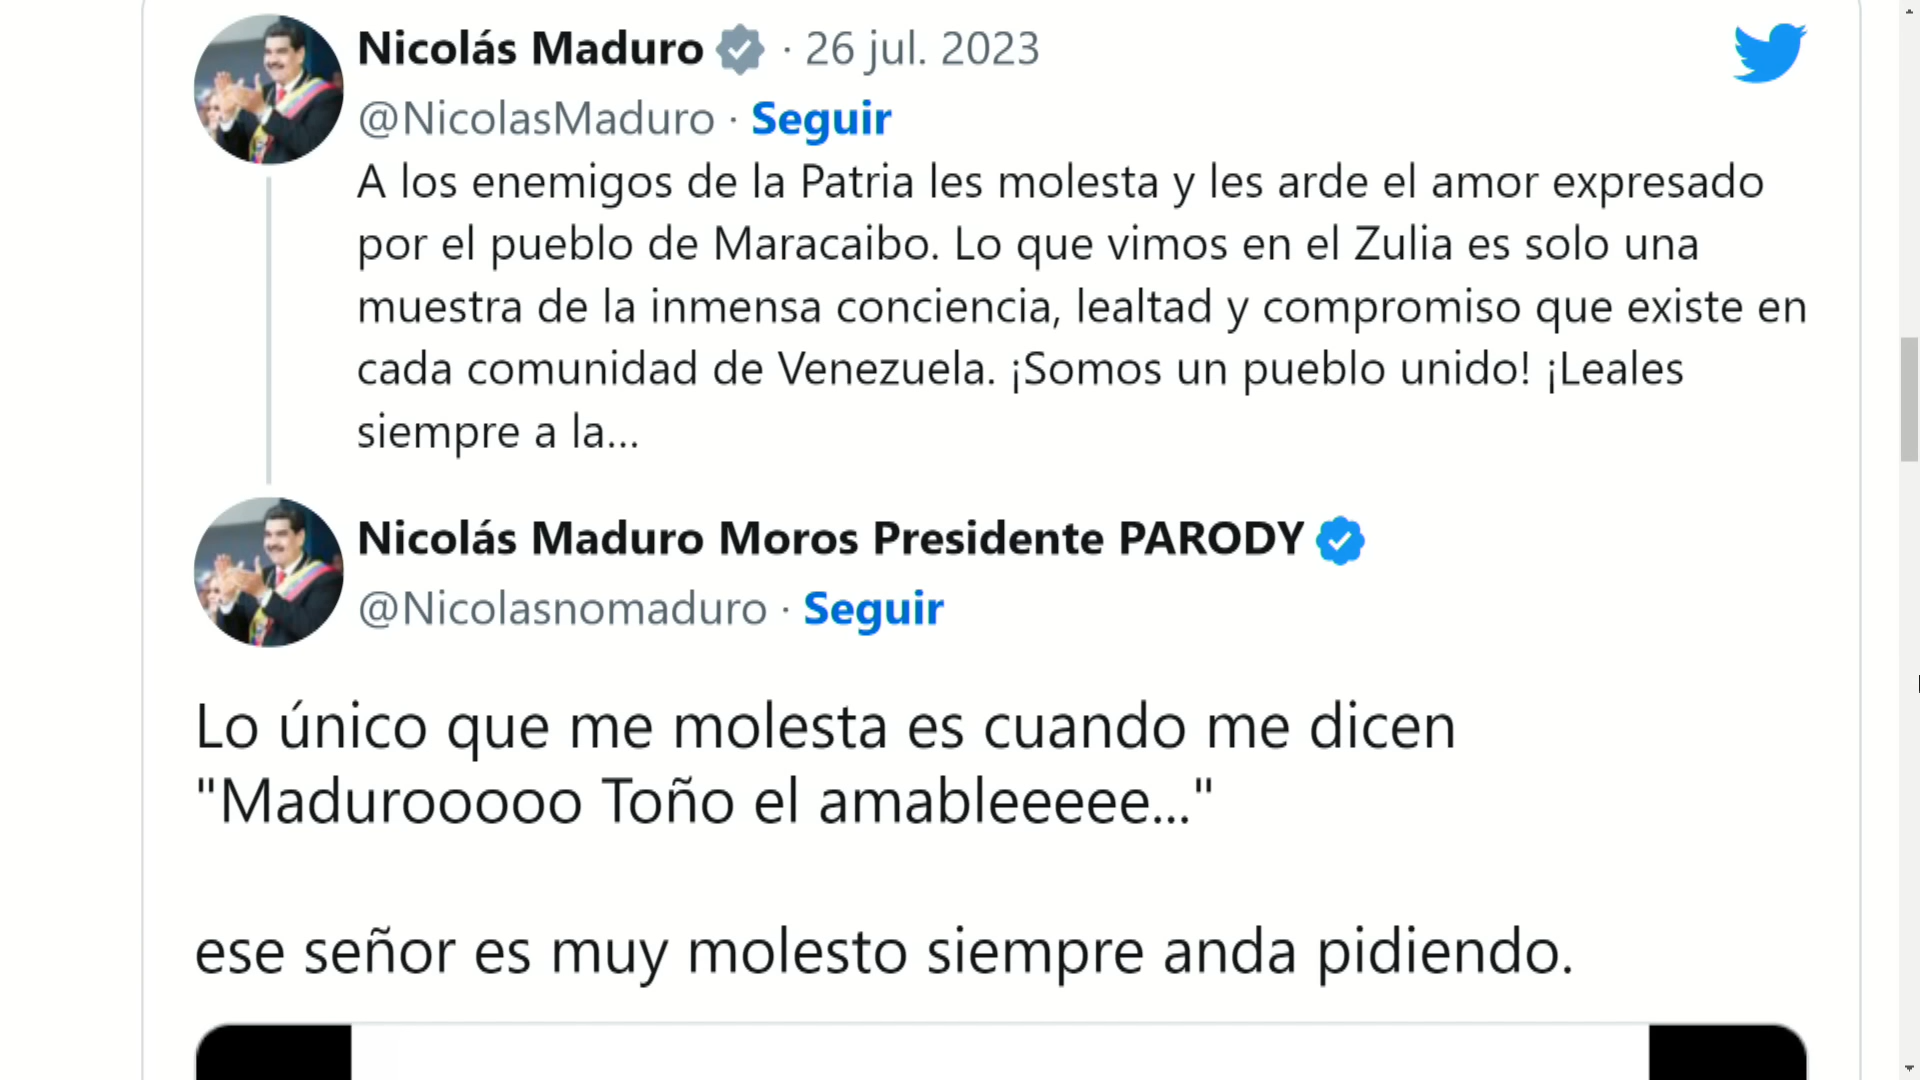 Nicolás Maduro · 26 jul. 2023
@NicolasMaduro · Seguir
A los enemigos de la Patria les molesta y les arde el amor expresado
por el pueblo de Maracaibo. Lo que vimos en el Zulia es solo una
muestra de la inmensa conciencia, lealtad y compromiso que existe en
cada comunidad de Venezuela. ¡Somos un pueblo unido! ¡Leales
siempre a la...
Nicolás Maduro Moros Presidente PARODY
@Nicolasnomaduro · Seguir
Lo único que me molesta es cuando me dicen
"Madurooooo Toño el amableeeee..."
ese señor es muy molesto siempre anda pidiendo.